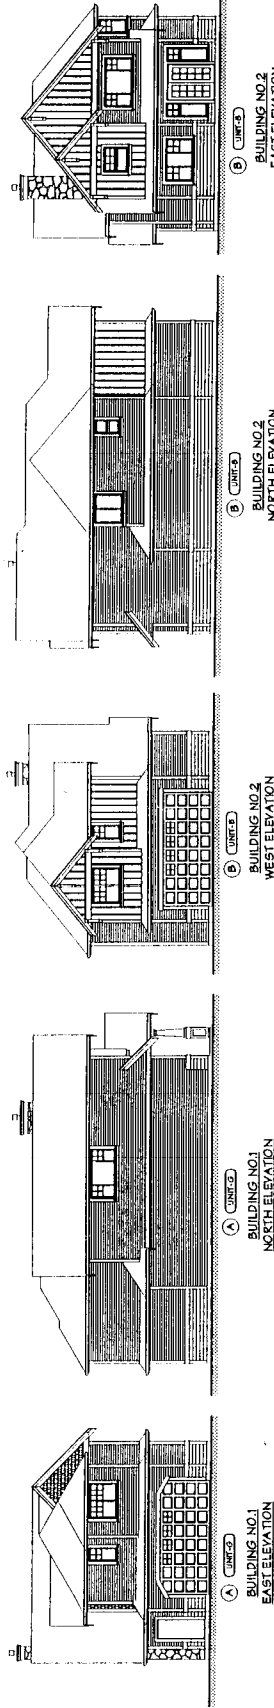 A UNIT-G
BUILDING NO.1
EAST ELEVATION
A UNIT-G
BUILDING NO.1
NORTH ELEVATION
B UNIT-B
BUILDING NO.2
WEST ELEVATION
B UNIT-B
BUILDING NO.2
NORTH ELEVATION
B UNIT-B
BUILDING NO.2
EAST ELEVATION